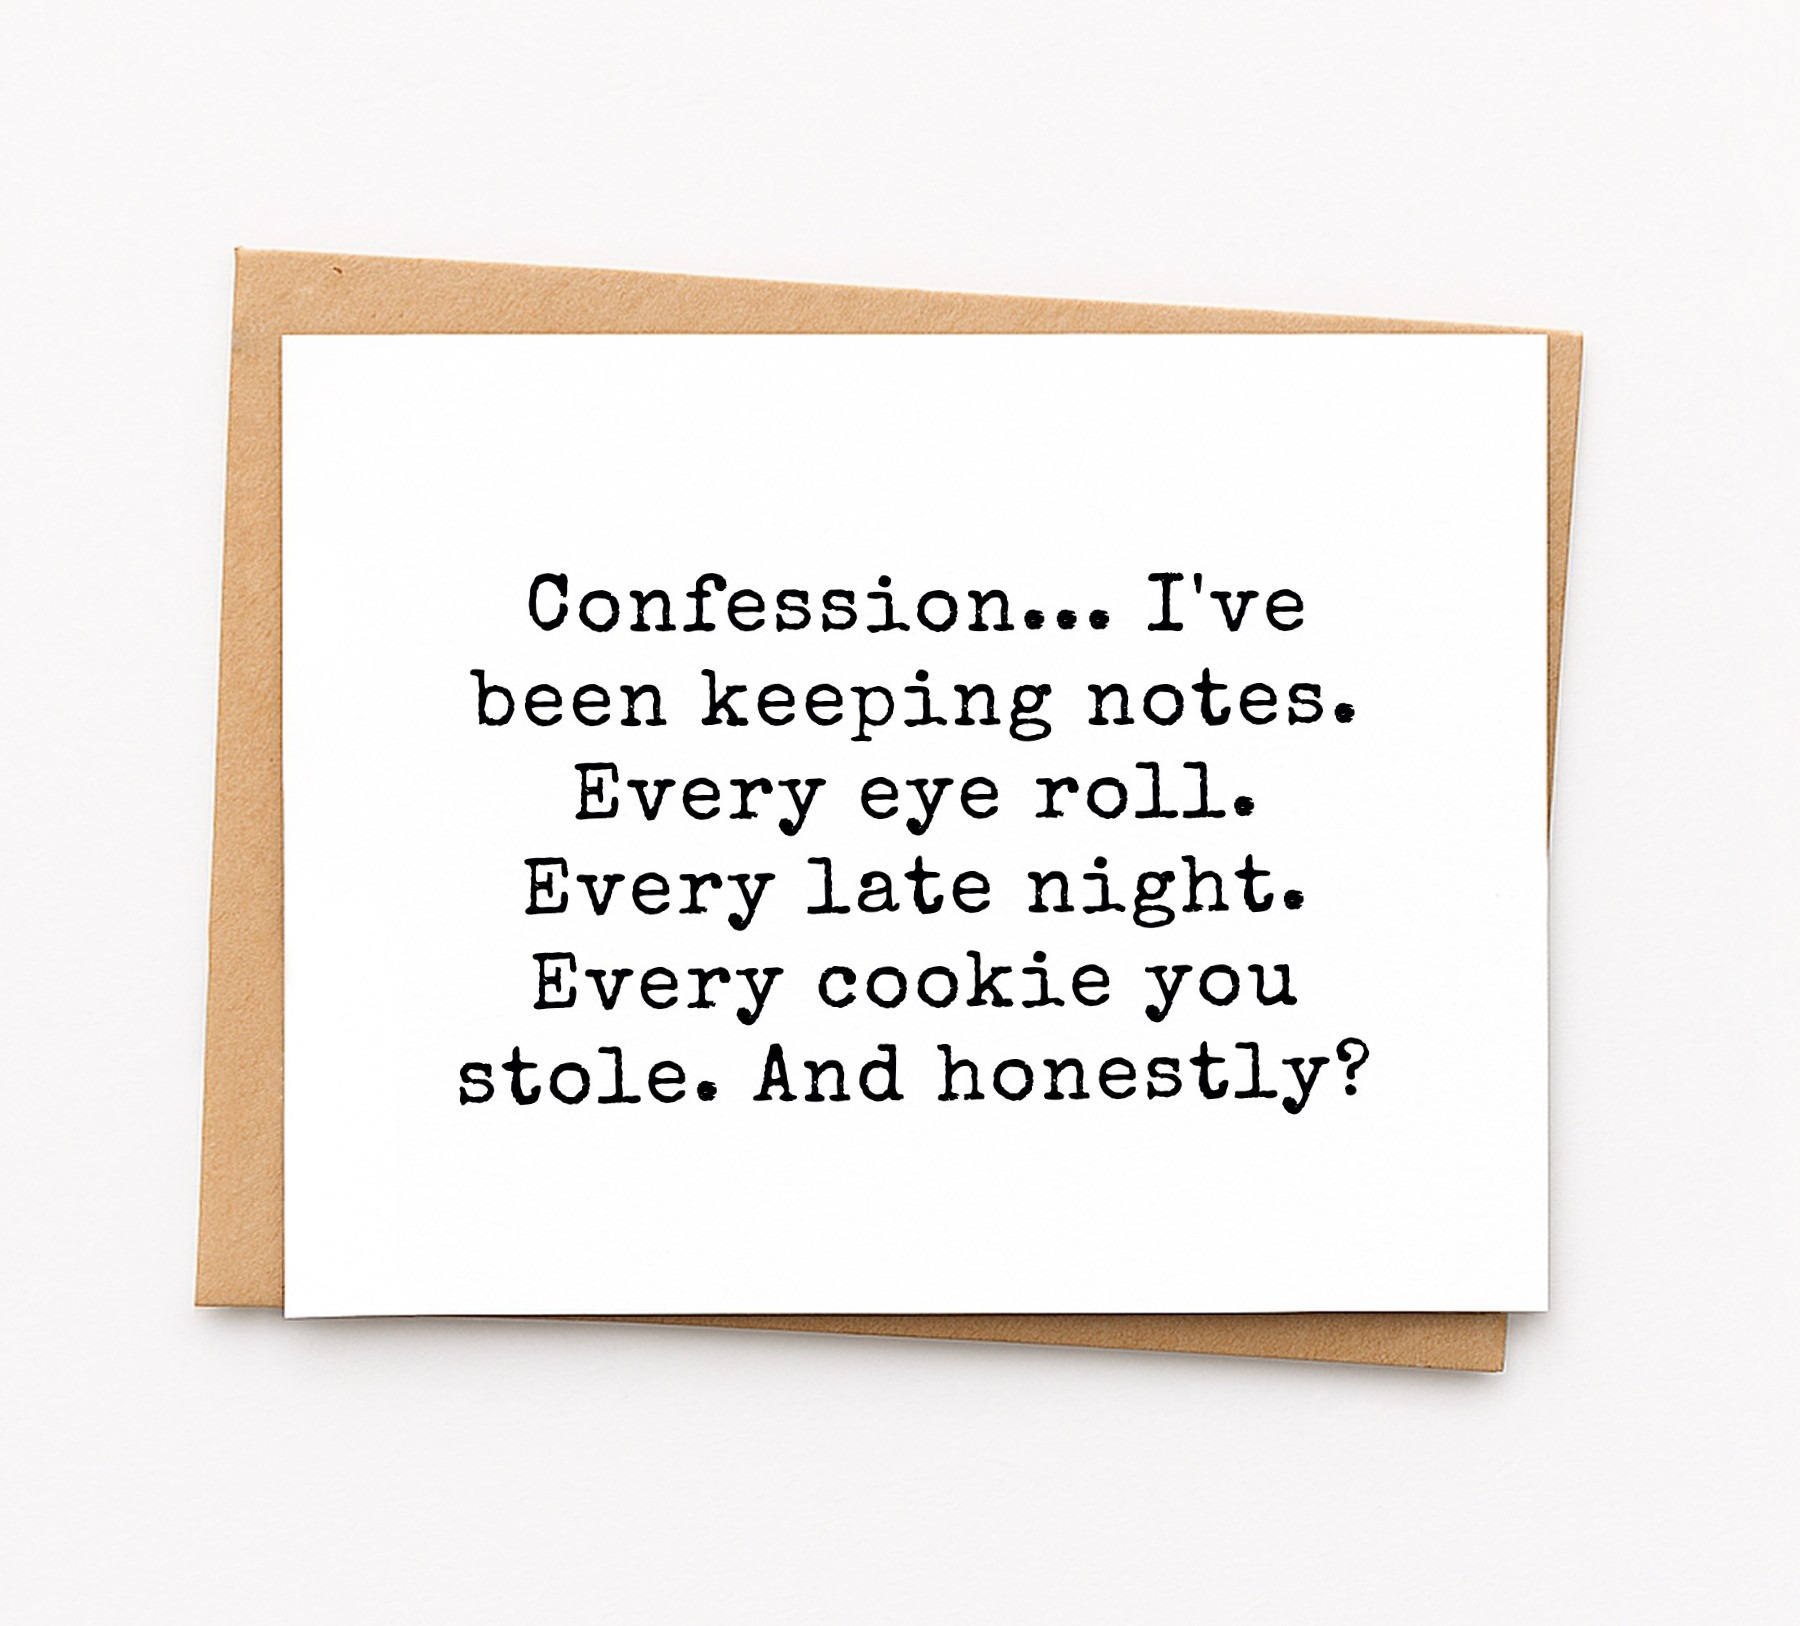 Confession... I've
been keeping notes.
Every eye roll.
Every late night.
Every cookie you
stole. And honestly?